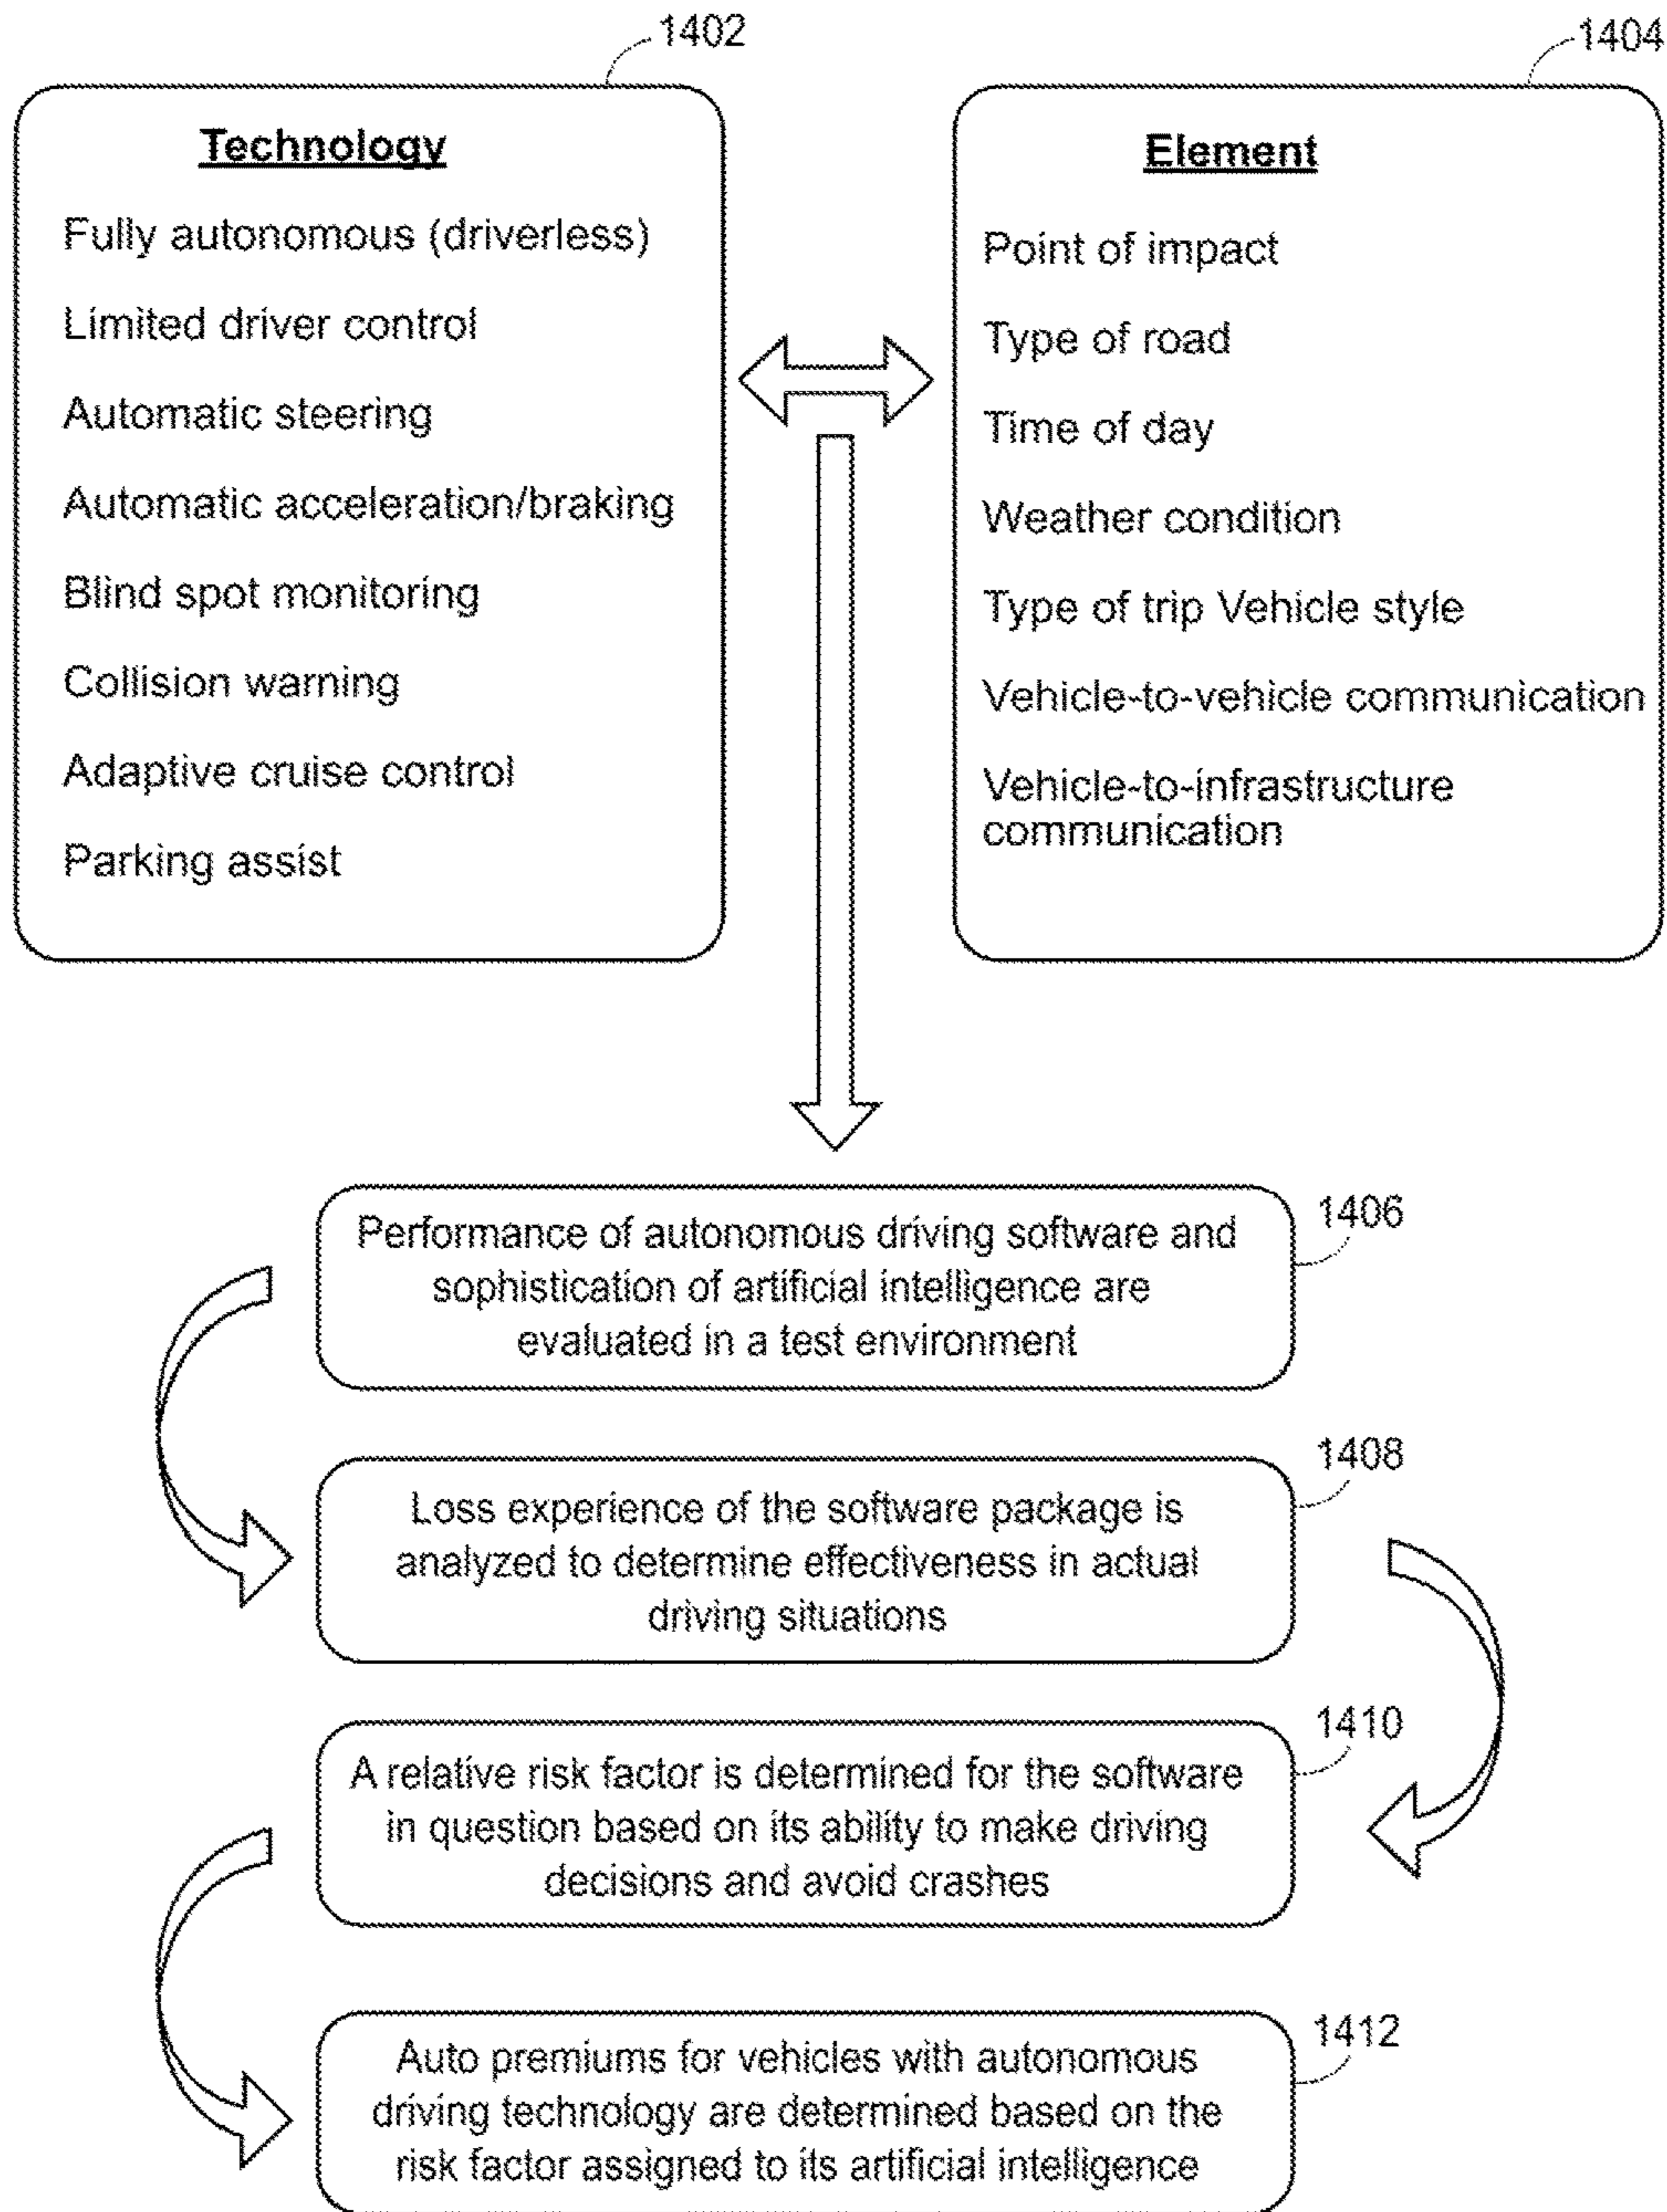 1402
Technology
Fully autonomous (driverless)
Limited driver control
Automatic steering
Automatic acceleration/braking
Blind spot monitoring
Collision warning
Adaptive cruise control
Parking assist
1404
Element
Point of impact
Type of road
Time of day
Weather condition
Type of trip Vehicle style
Vehicle-to-vehicle communication
Vehicle-to-infrastructure
communication
1406
Performance of autonomous driving software and
sophistication of artificial intelligence are
evaluated in a test environment
1408
Loss experience of the software package is
analyzed to determine effectiveness in actual
driving situations
1410
A relative risk factor is determined for the software
in question based on its ability to make driving
decisions and avoid crashes
1412
Auto premiums for vehicles with autonomous
driving technology are determined based on the
risk factor assigned to its artificial intelligence